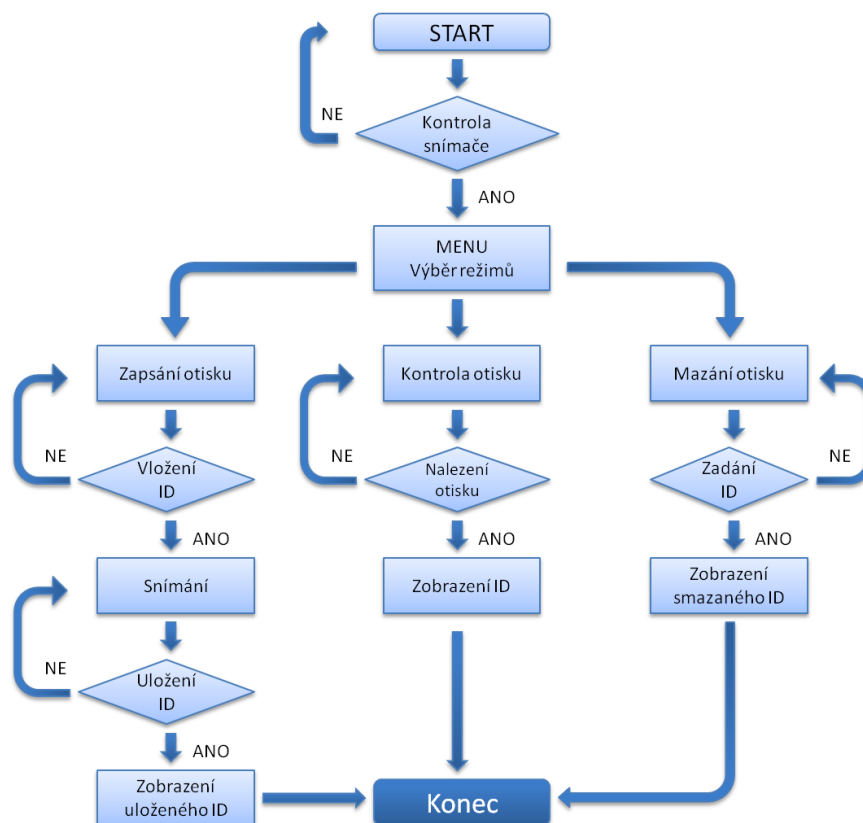 START
NE
Kontrola
snímače
ANO
MENU
Výběr režimů
Zapsání otisku
Kontrola otisku
Mazání otisku
NE
Vložení
ID
NE
Nalezení
otisku
Zadání
ID
NE
ANO
ANO
ANO
Snímání
Zobrazení ID
Zobrazení
smazaného ID
NE
Uložení
ID
ANO
Zobrazení
uloženého ID
Konec